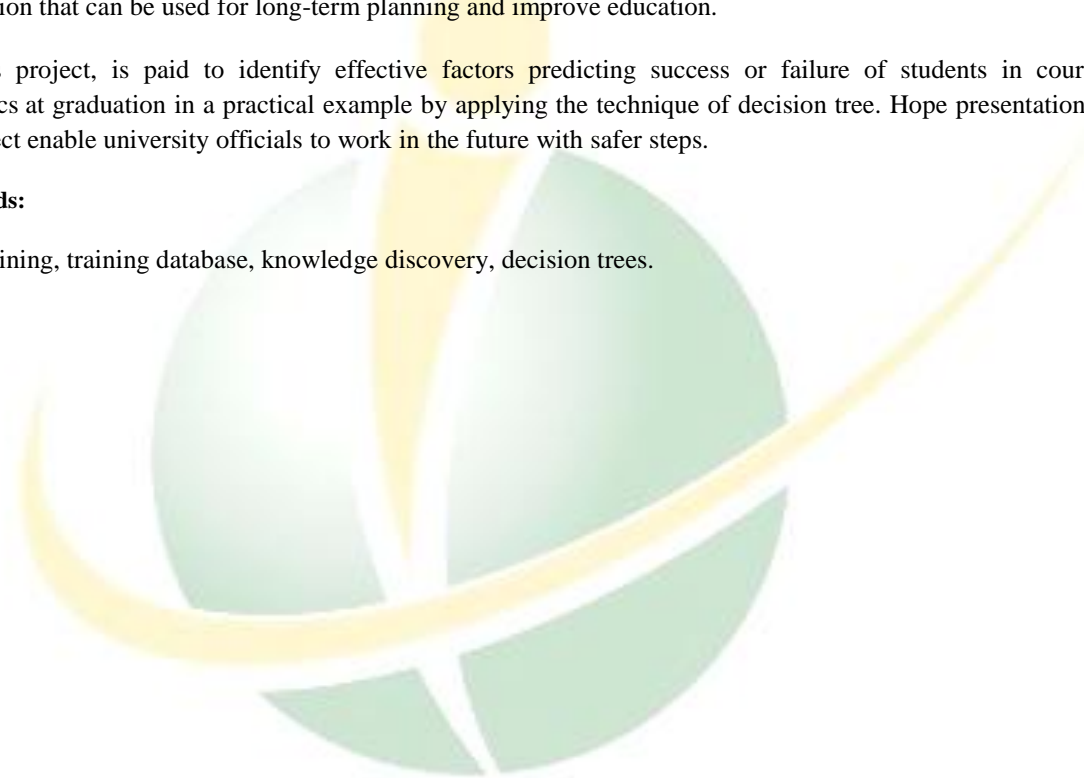 ion that can be used for long-term planning and improve education.
s project, is paid to identify effective factors predicting success or failure of students in cour
cs at graduation in a practical example by applying the technique of decision tree. Hope presentation
ect enable university officials to work in the future with safer steps.
ds:
ining, training database, knowledge discovery, decision trees.